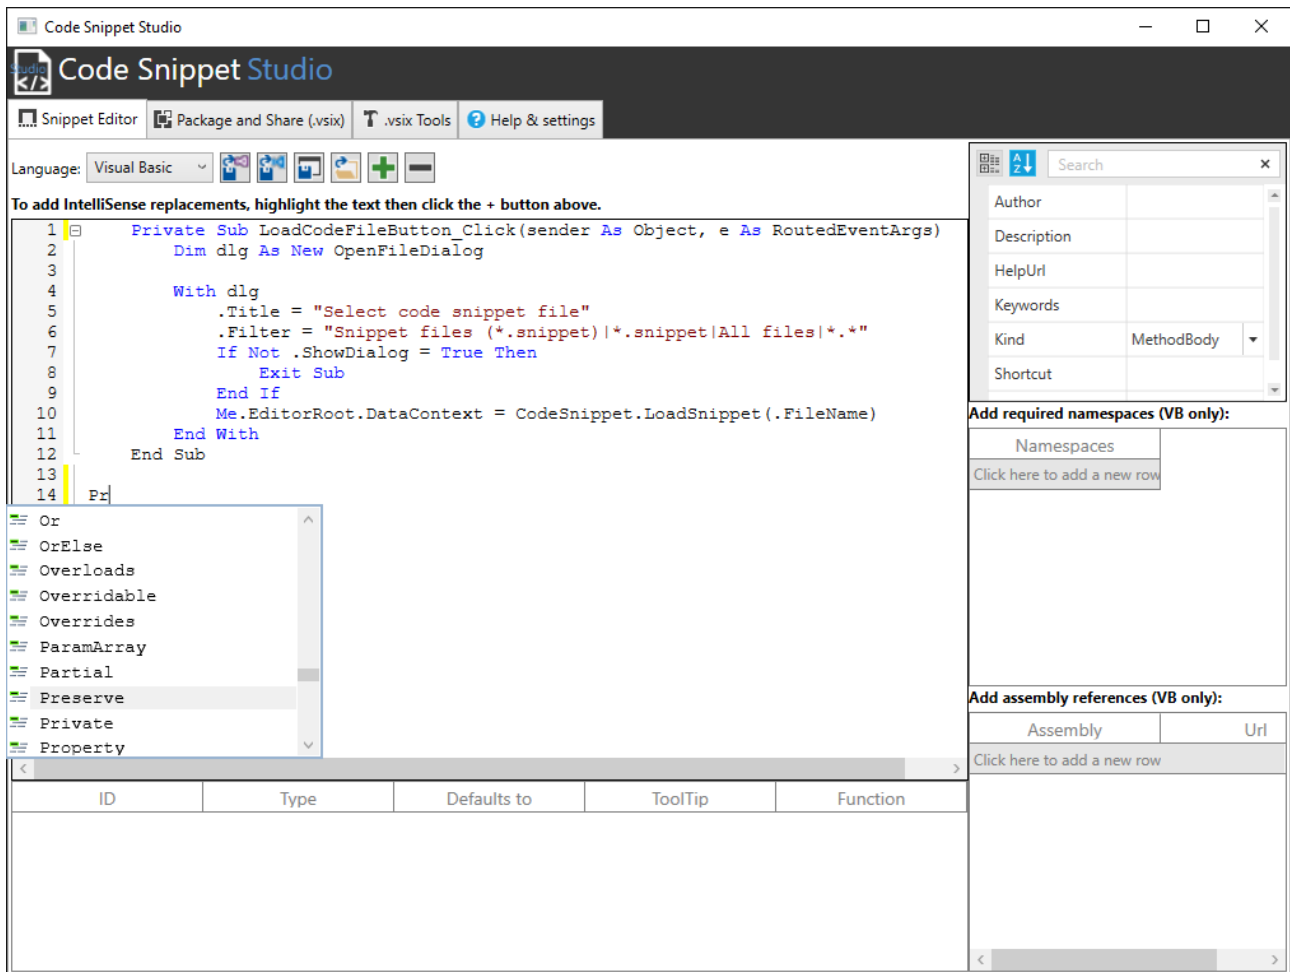 Code Snippet Studio
Studio
</>
Code Snippet Studio
Snippet Editor
Package and Share (.vsix)
.vsix Tools
? Help & settings
Language: Visual Basic
To add IntelliSense replacements, highlight the text then click the + button above.
1 Private Sub LoadCodeFileButton_Click(sender As Object, e As RoutedEventArgs)
2 Dim dlg As New OpenFileDialog
3
4 With dlg
5 .Title = "Select code snippet file"
6 .Filter = "Snippet files (*.snippet)|*.snippet|All files|*.*"
7 If Not .ShowDialog = True Then
8 Exit Sub
9 End If
10 Me.EditorRoot.DataContext = CodeSnippet.LoadSnippet(.FileName)
11 End With
12 End Sub
13
14 Pr
Or
OrElse
Overloads
Overridable
Overrides
ParamArray
Partial
Preserve
Private
Property
ID Type Defaults to ToolTip Function
A Z
Search
Author
Description
HelpUrl
Keywords
Kind MethodBody
Shortcut
Add required namespaces (VB only):
Namespaces
Click here to add a new row
Add assembly references (VB only):
Assembly Url
Click here to add a new row